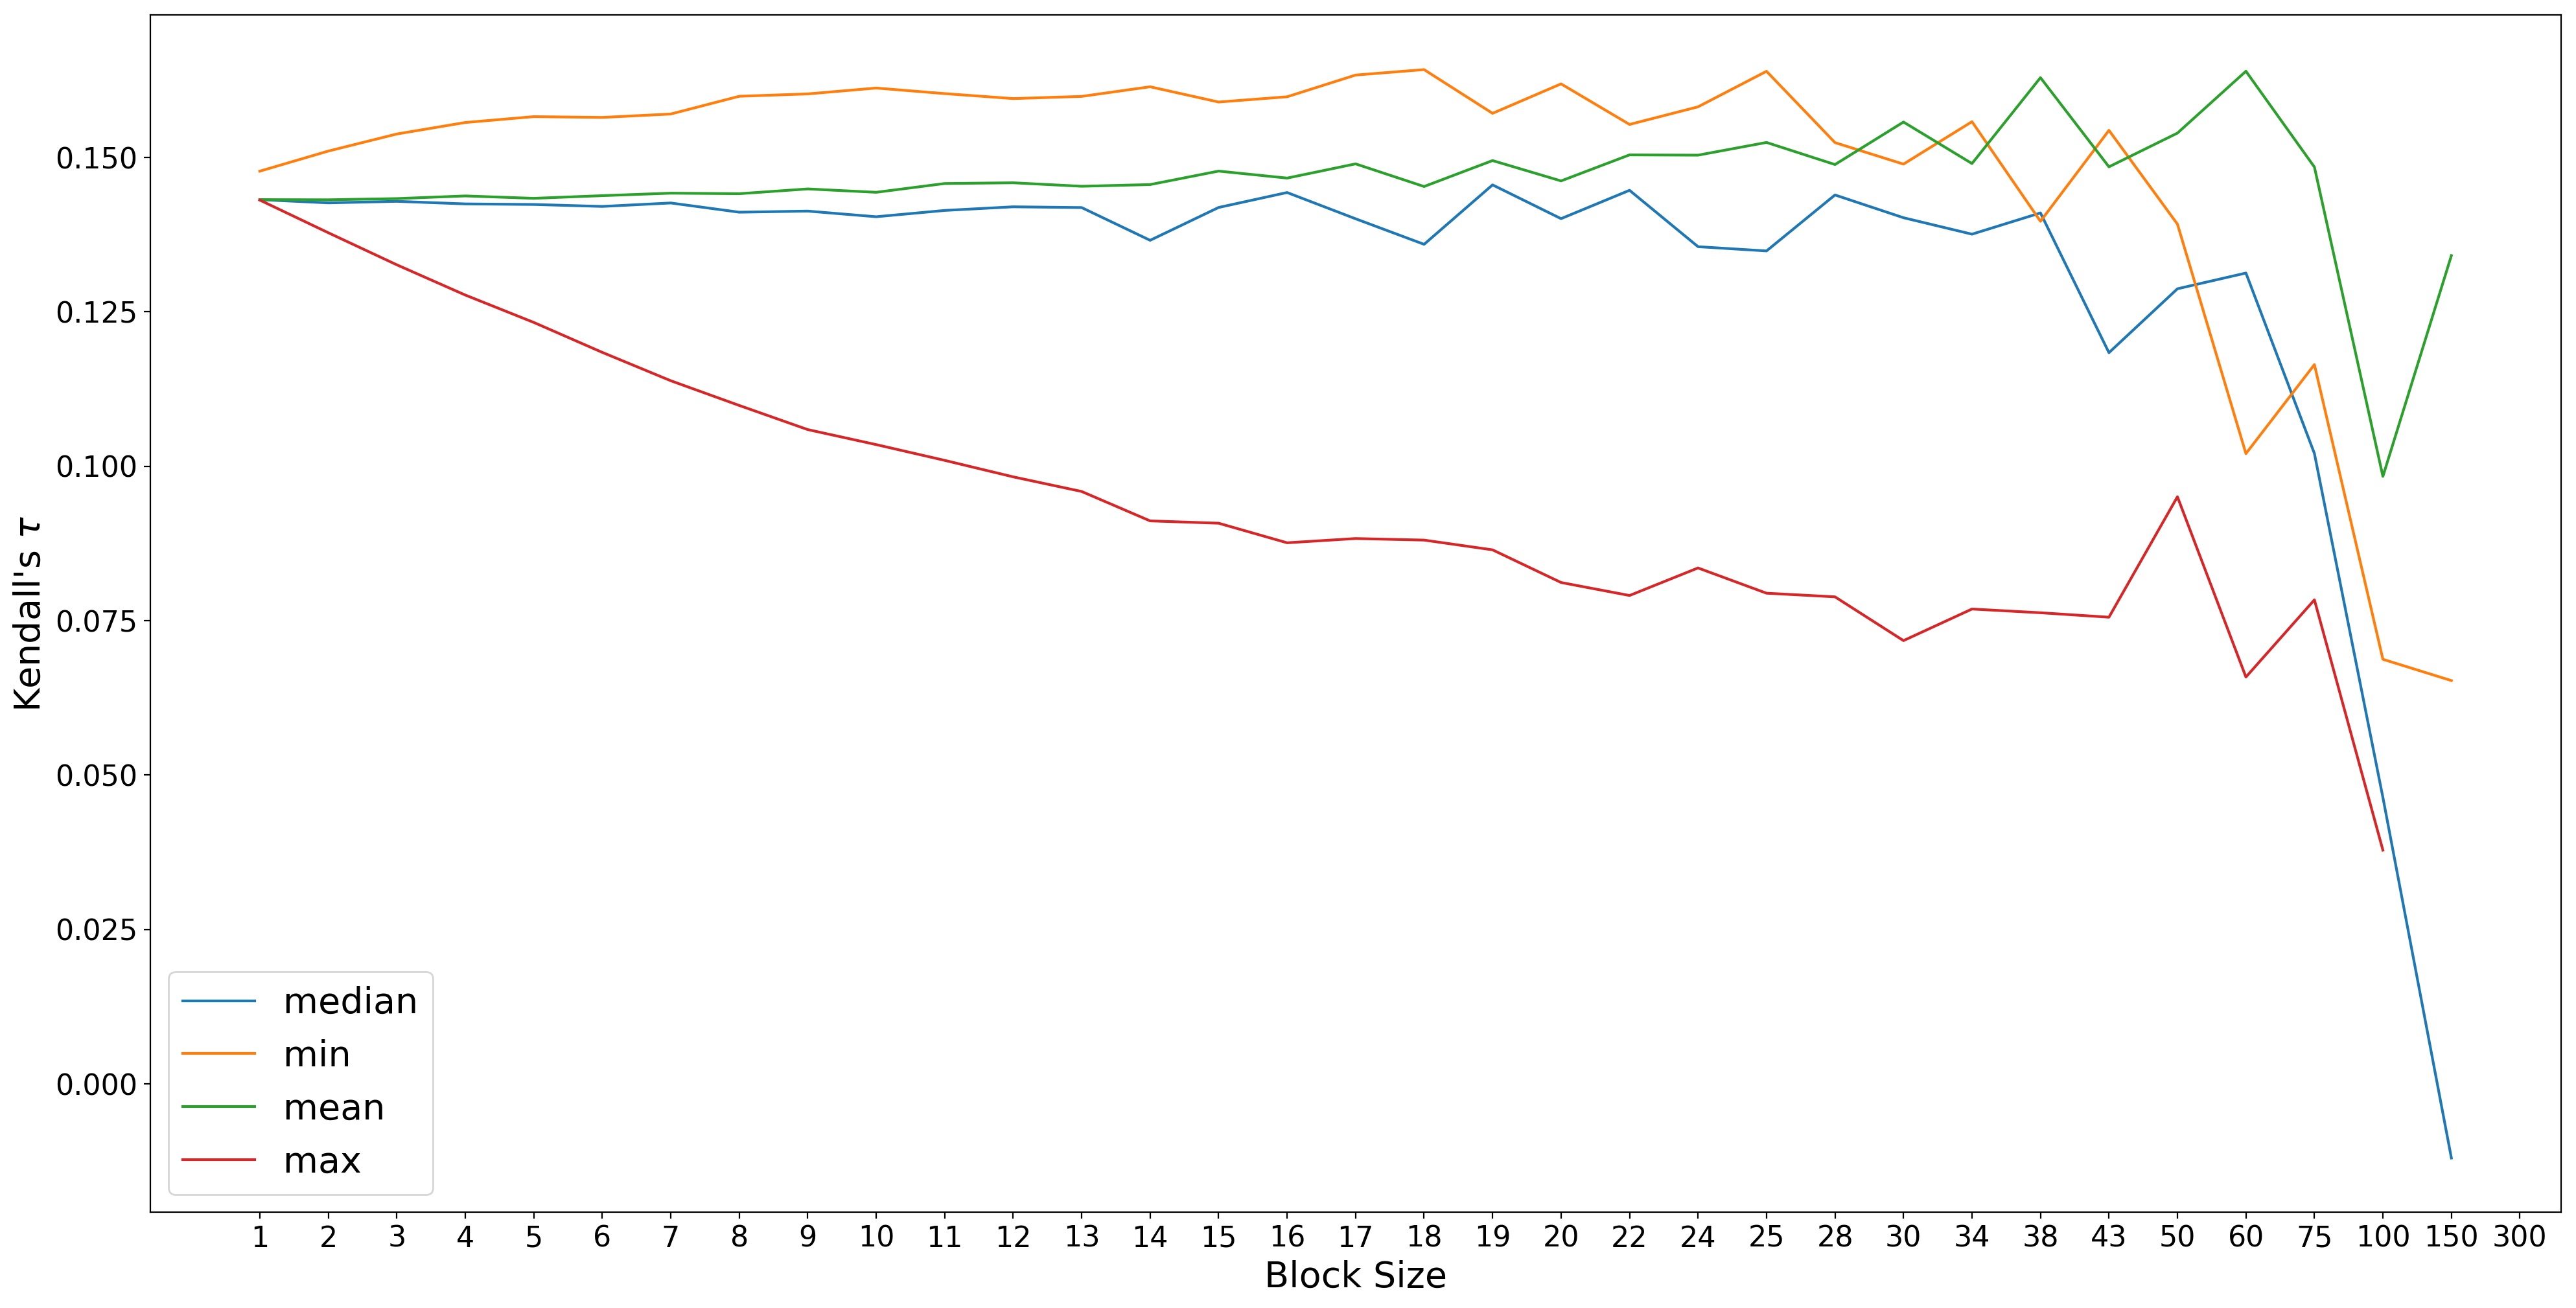 0.150
0.125
0.100
0.075
0.050
0.025
0.000
Kendall's τ
median
min
mean
max
1 2 3 4 5 6 7 8 9 10 11 12 13 14 15 16 17 18 19 20 22 24 25 28 30 34 38 43 50 60 75 100 150 300
Block Size